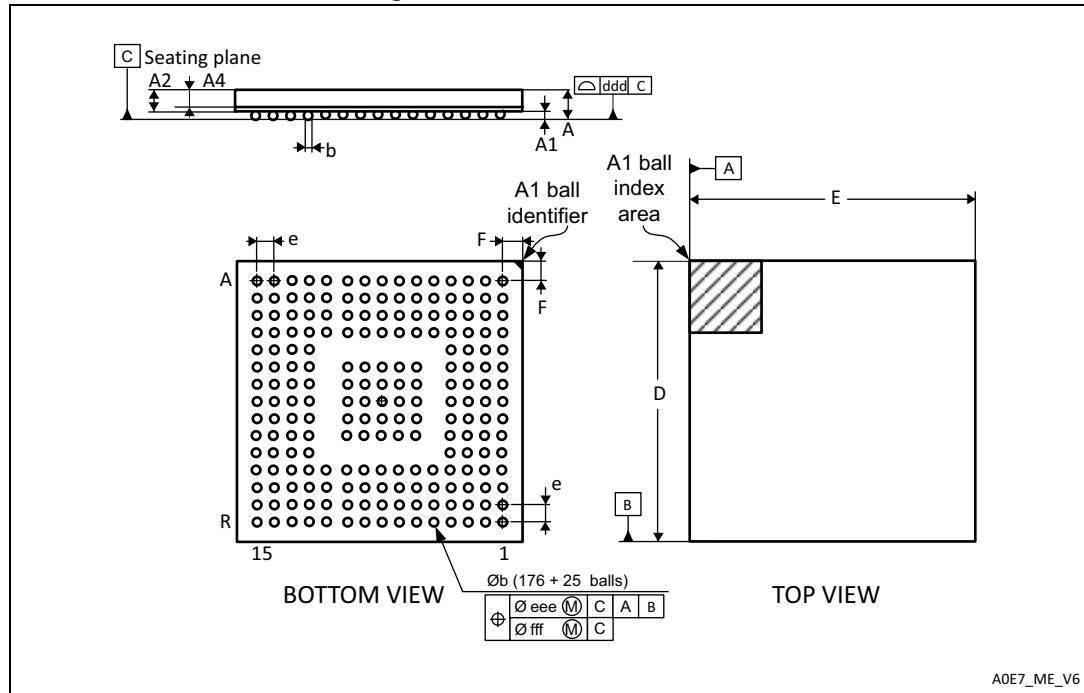 C Seating plane
A2 A4
ddd C
A1 A
b
A1 ball
identifier
A1 ball
index
area
A
E
e
F
A
F
D
e
B
R
15 1
Øb (176 + 25 balls)
BOTTOM VIEW
TOP VIEW
Ø eee Ⓜ C A B
Ø fff Ⓜ C
A0E7_ME_V6